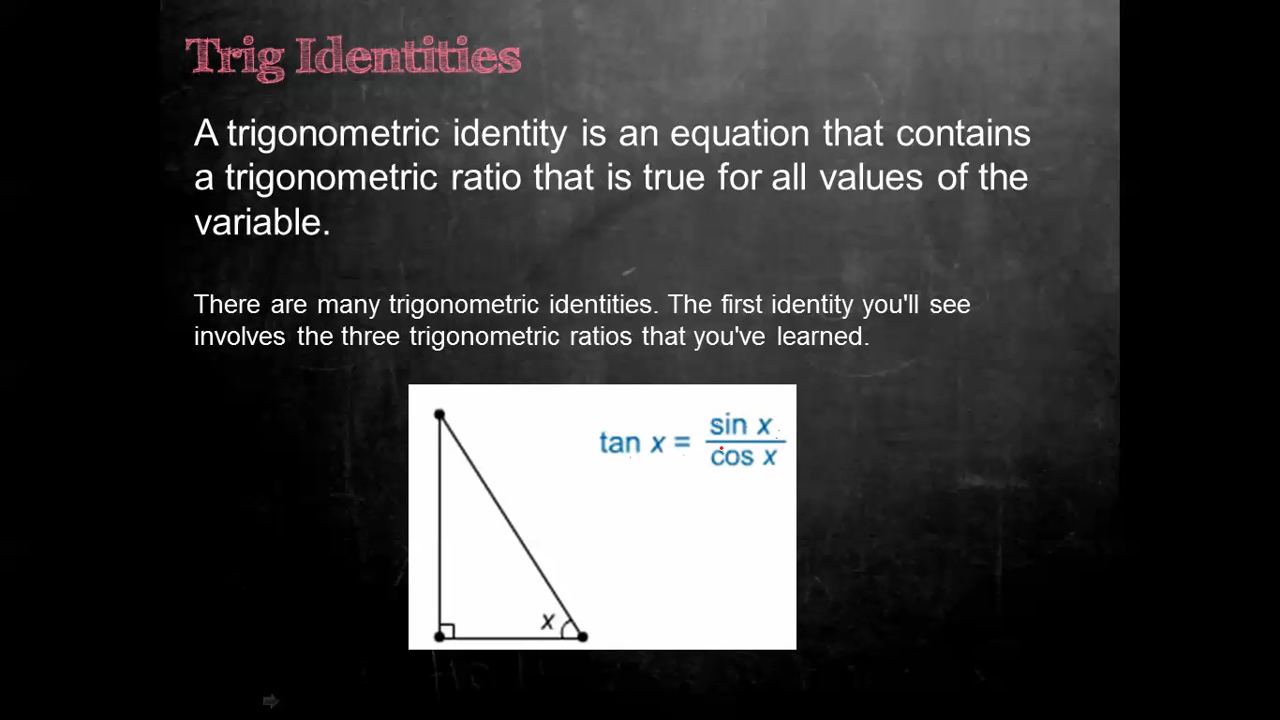 Trig Identities
A trigonometric identity is an equation that contains
a trigonometric ratio that is true for all values of the
variable.
There are many trigonometric identities. The first identity you'll see
involves the three trigonometric ratios that you've learned.
tan x = sin x / cos x
x